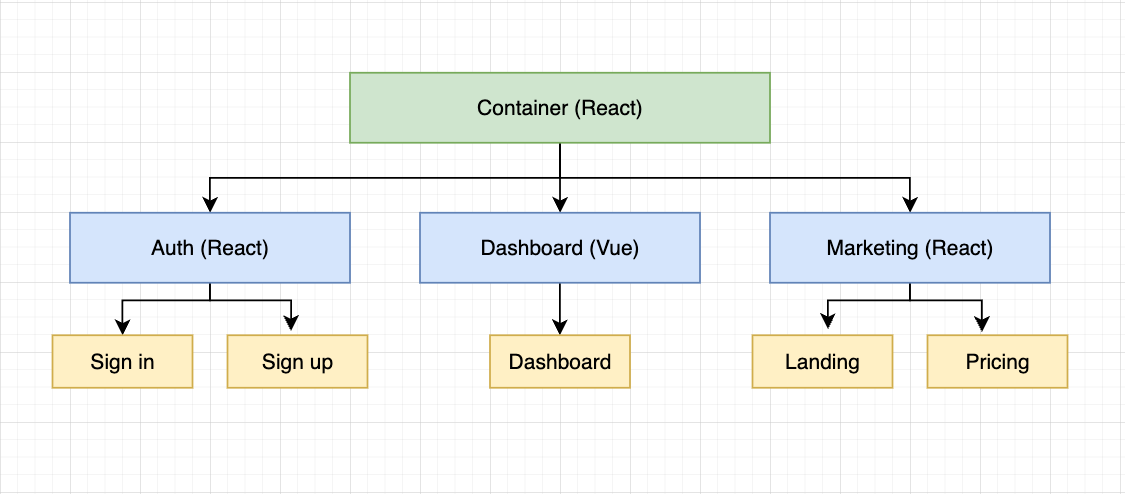 Container (React)
Auth (React)
Dashboard (Vue)
Marketing (React)
Sign in
Sign up
Dashboard
Landing
Pricing